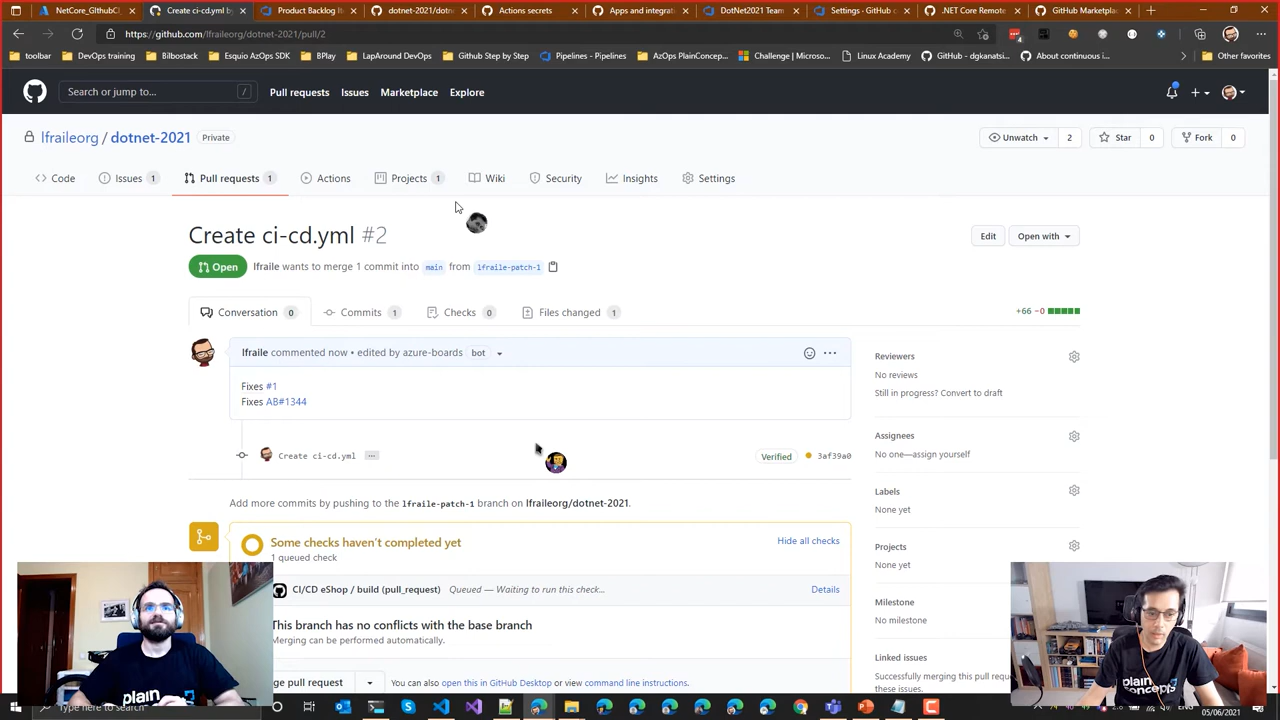 NetCore_GithubCl
Create ci-cd.yml by
Product Backlog Ite
dotnet-2021/dotne
Actions secrets
Apps and integrat
DotNet2021 Team
Settings - GitHub c
.NET Core Remote
GitHub Marketplac
https://github.com/lfraileorg/dotnet-2021/pull/2
toolbar
DevOps training
Bilbostack
Esquio AzDO
BPlay
LapAround DevOps
Github Step by Step
Pipelines - Pipelines
AzOps PlainConcept...
Challenge | Microso...
Linux Academy
GitHub - dgkanatsi...
About continuous i...
Other favorites
Search or jump to...
/
Pull requests
Issues
Marketplace
Explore
lfraileorg / dotnet-2021
Private
Unwatch
2
Star
0
Fork
0
Code
Issues 1
Pull requests 1
Actions
Projects 1
Wiki
Security
Insights
Settings
Create ci-cd.yml #2
Edit
Open with
Open
lfraile wants to merge 1 commit into main from lfraile-patch-1
Conversation 0
Commits 1
Checks 0
Files changed 1
+66 −0
lfraile commented now • edited by azure-boards bot
Fixes #1
Fixes AB#1344
Create ci-cd.yml
...
Verified
3af39a0
Add more commits by pushing to the lfraile-patch-1 branch on lfraileorg/dotnet-2021.
Some checks haven't completed yet
1 queued check
Hide all checks
CI/CD eShop / build (pull_request) Queued — Waiting to run this check...
Details
This branch has no conflicts with the base branch
Merging can be performed automatically.
ge pull request
You can also open this in GitHub Desktop or view command line instructions.
Reviewers
No reviews
Still in progress? Convert to draft
Assignees
No one—assign yourself
Labels
None yet
Projects
None yet
Milestone
No milestone
Linked issues
Successfully merging this pull requ
these issues.
plain
plain
concepts
Type here to search
05/06/2021